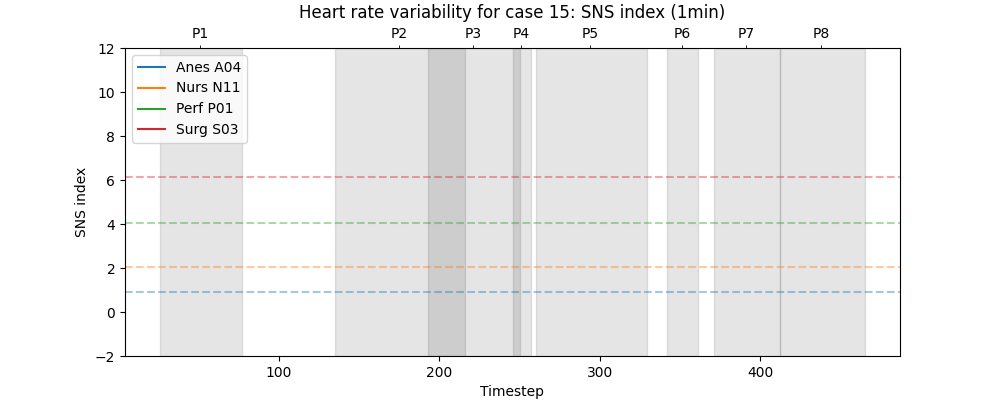 Heart rate variability for case 15: SNS index (1min)
P1 P2 P3 P4 P5 P6 P7 P8
12
10
8
6
4
2
0
−2
SNS index
Anes A04
Nurs N11
Perf P01
Surg S03
100 200 300 400
Timestep